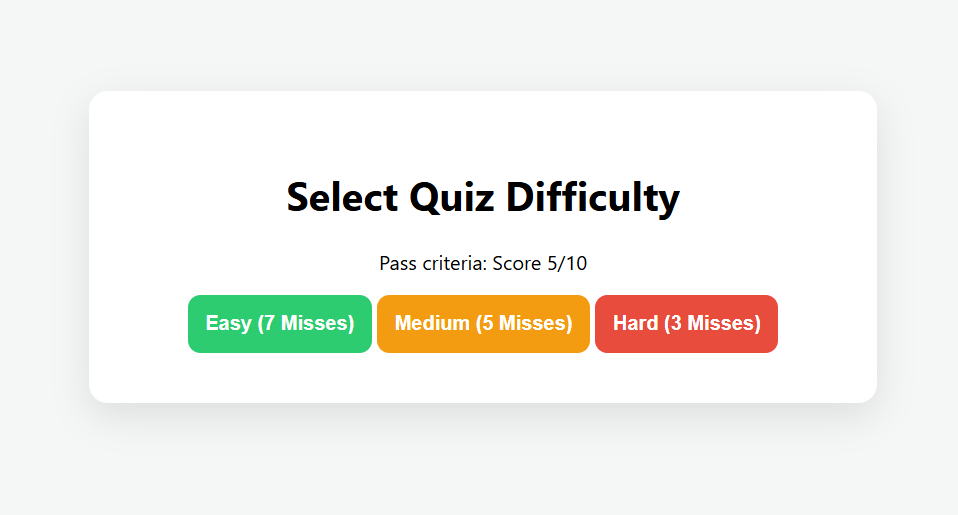 Select Quiz Difficulty
Pass criteria: Score 5/10
Easy (7 Misses) Medium (5 Misses) Hard (3 Misses)